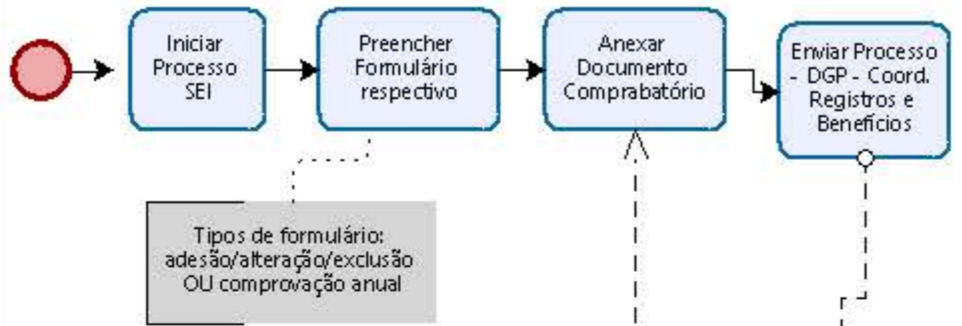 Iniciar
Processo
SEI
Preencher
Formulário
respectivo
Anexar
Documento
Comprabatório
Enviar Processo
- DGP - Coord.
Registros e
Benefícios
Tipos de formulário:
adesão/alteração/exclusão
OU comprovação anual